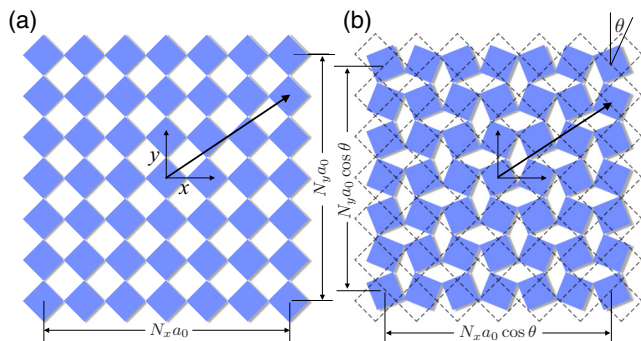 (a)
y
x
N_y a_0
N_x a_0
(b)
θ
N_y a_0 cos θ
N_x a_0 cos θ